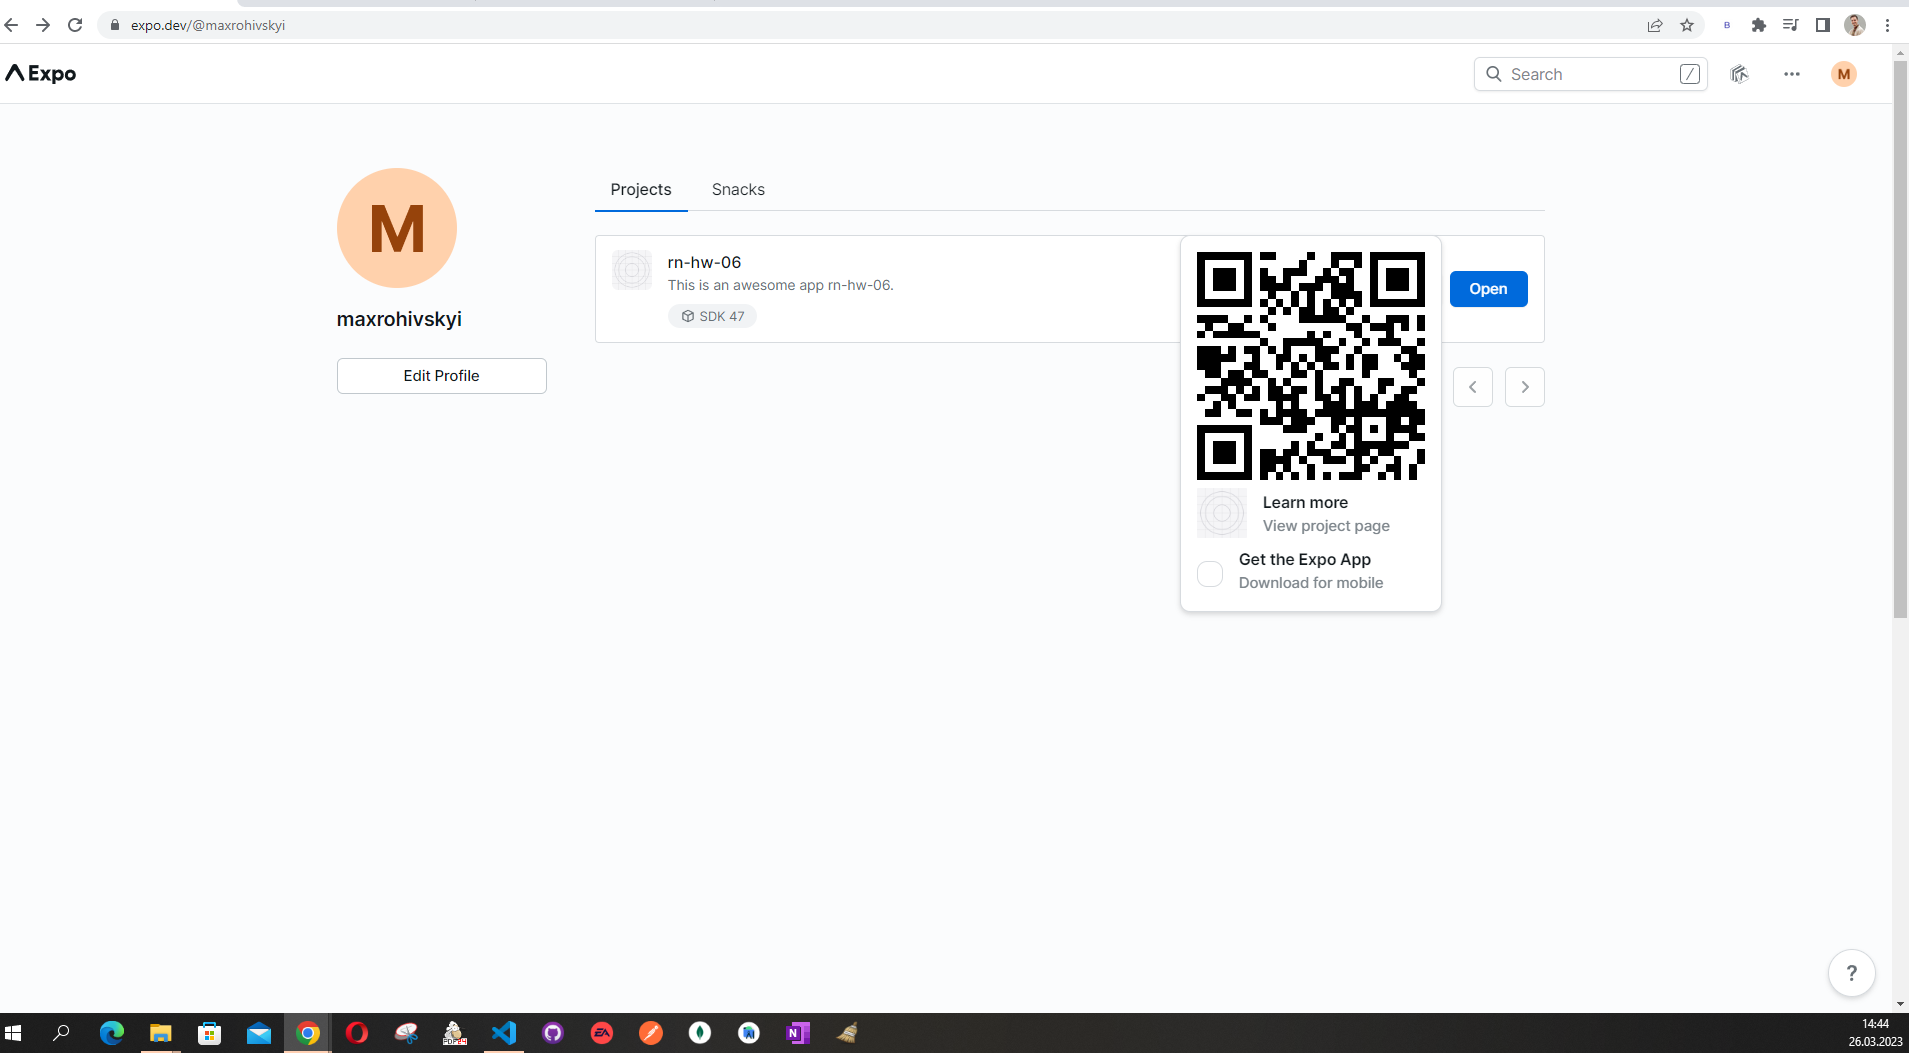 expo.dev/@maxrohivskyi
B
Expo
Search
/
M
M
maxrohivskyi
Edit Profile
Projects
Snacks
rn-hw-06
This is an awesome app rn-hw-06.
SDK 47
Open
Learn more
View project page
Get the Expo App
Download for mobile
?
EA
N
14:44
26.03.2023